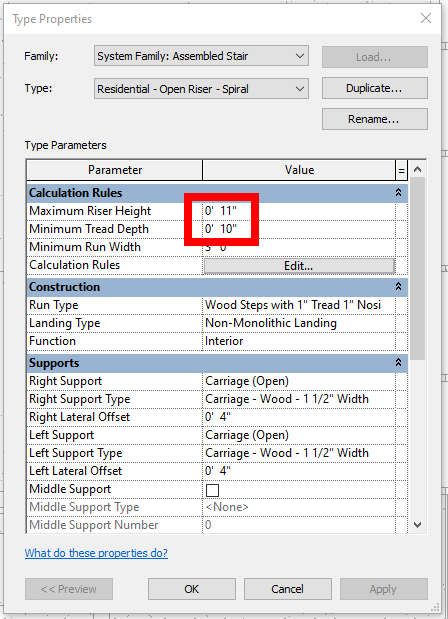 Type Properties
Family: System Family: Assembled Stair Load...
Type: Residential - Open Riser - Spiral Duplicate...
Rename...
Type Parameters
Parameter Value =
Calculation Rules
Maximum Riser Height 0' 11"
Minimum Tread Depth 0' 10"
Minimum Run Width 3' 0"
Calculation Rules Edit...
Construction
Run Type Wood Steps with 1" Tread 1" Nosi
Landing Type Non-Monolithic Landing
Function Interior
Supports
Right Support Carriage (Open)
Right Support Type Carriage - Wood - 1 1/2" Width
Right Lateral Offset 0' 4"
Left Support Carriage (Open)
Left Support Type Carriage - Wood - 1 1/2" Width
Left Lateral Offset 0' 4"
Middle Support
Middle Support Type <None>
Middle Support Number 0
What do these properties do?
<< Preview OK Cancel Apply